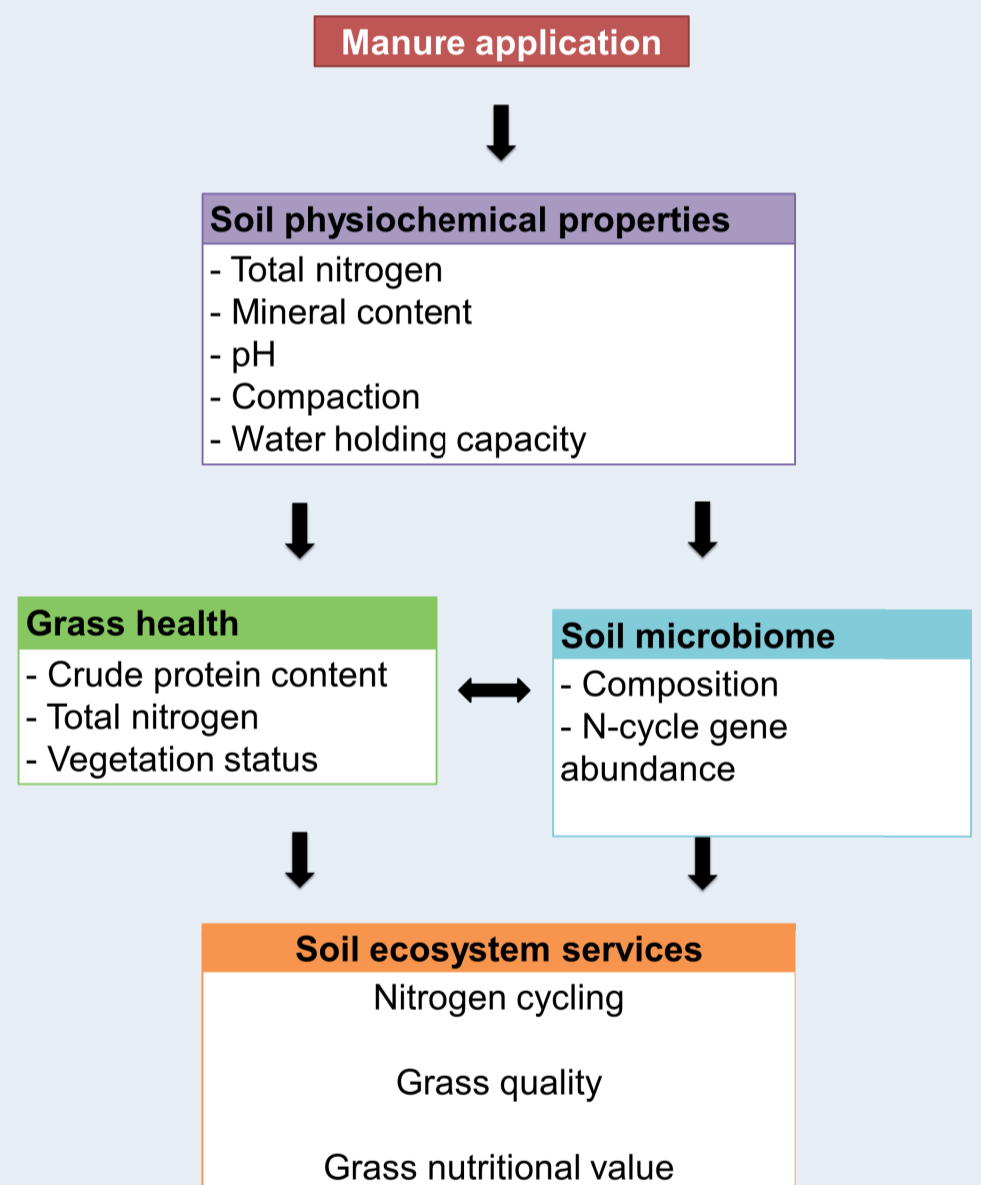 Manure application
Soil physiochemical properties
- Total nitrogen
- Mineral content
- pH
- Compaction
- Water holding capacity
Grass health
- Crude protein content
- Total nitrogen
- Vegetation status
Soil microbiome
- Composition
- N-cycle gene
abundance
Soil ecosystem services
Nitrogen cycling
Grass quality
Grass nutritional value